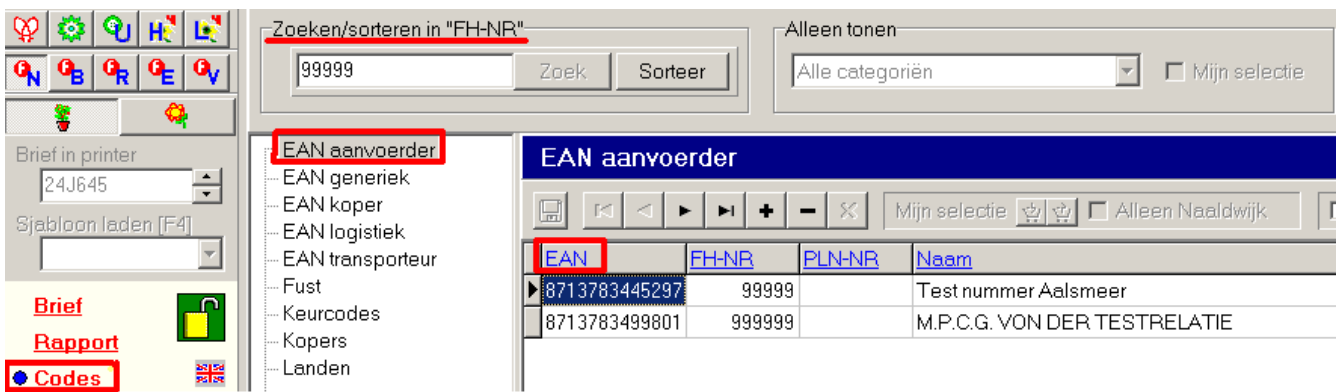 Zoeken/sorteren in "FH-NR"
99999
Zoek
Sorteer
Alleen tonen
Alle categoriën
Mijn selectie
N B R E V
Brief in printer
24J645
Sjabloon laden [F4]
Brief
Rapport
Codes
EAN aanvoerder
EAN generiek
EAN koper
EAN logistiek
EAN transporteur
Fust
Keurcodes
Kopers
Landen
EAN aanvoerder
Mijn selectie
Alleen Naaldwijk
EAN FH-NR PLN-NR Naam
8713783445297 99999 Test nummer Aalsmeer
8713783499801 999999 M.P.C.G. VON DER TESTRELATIE